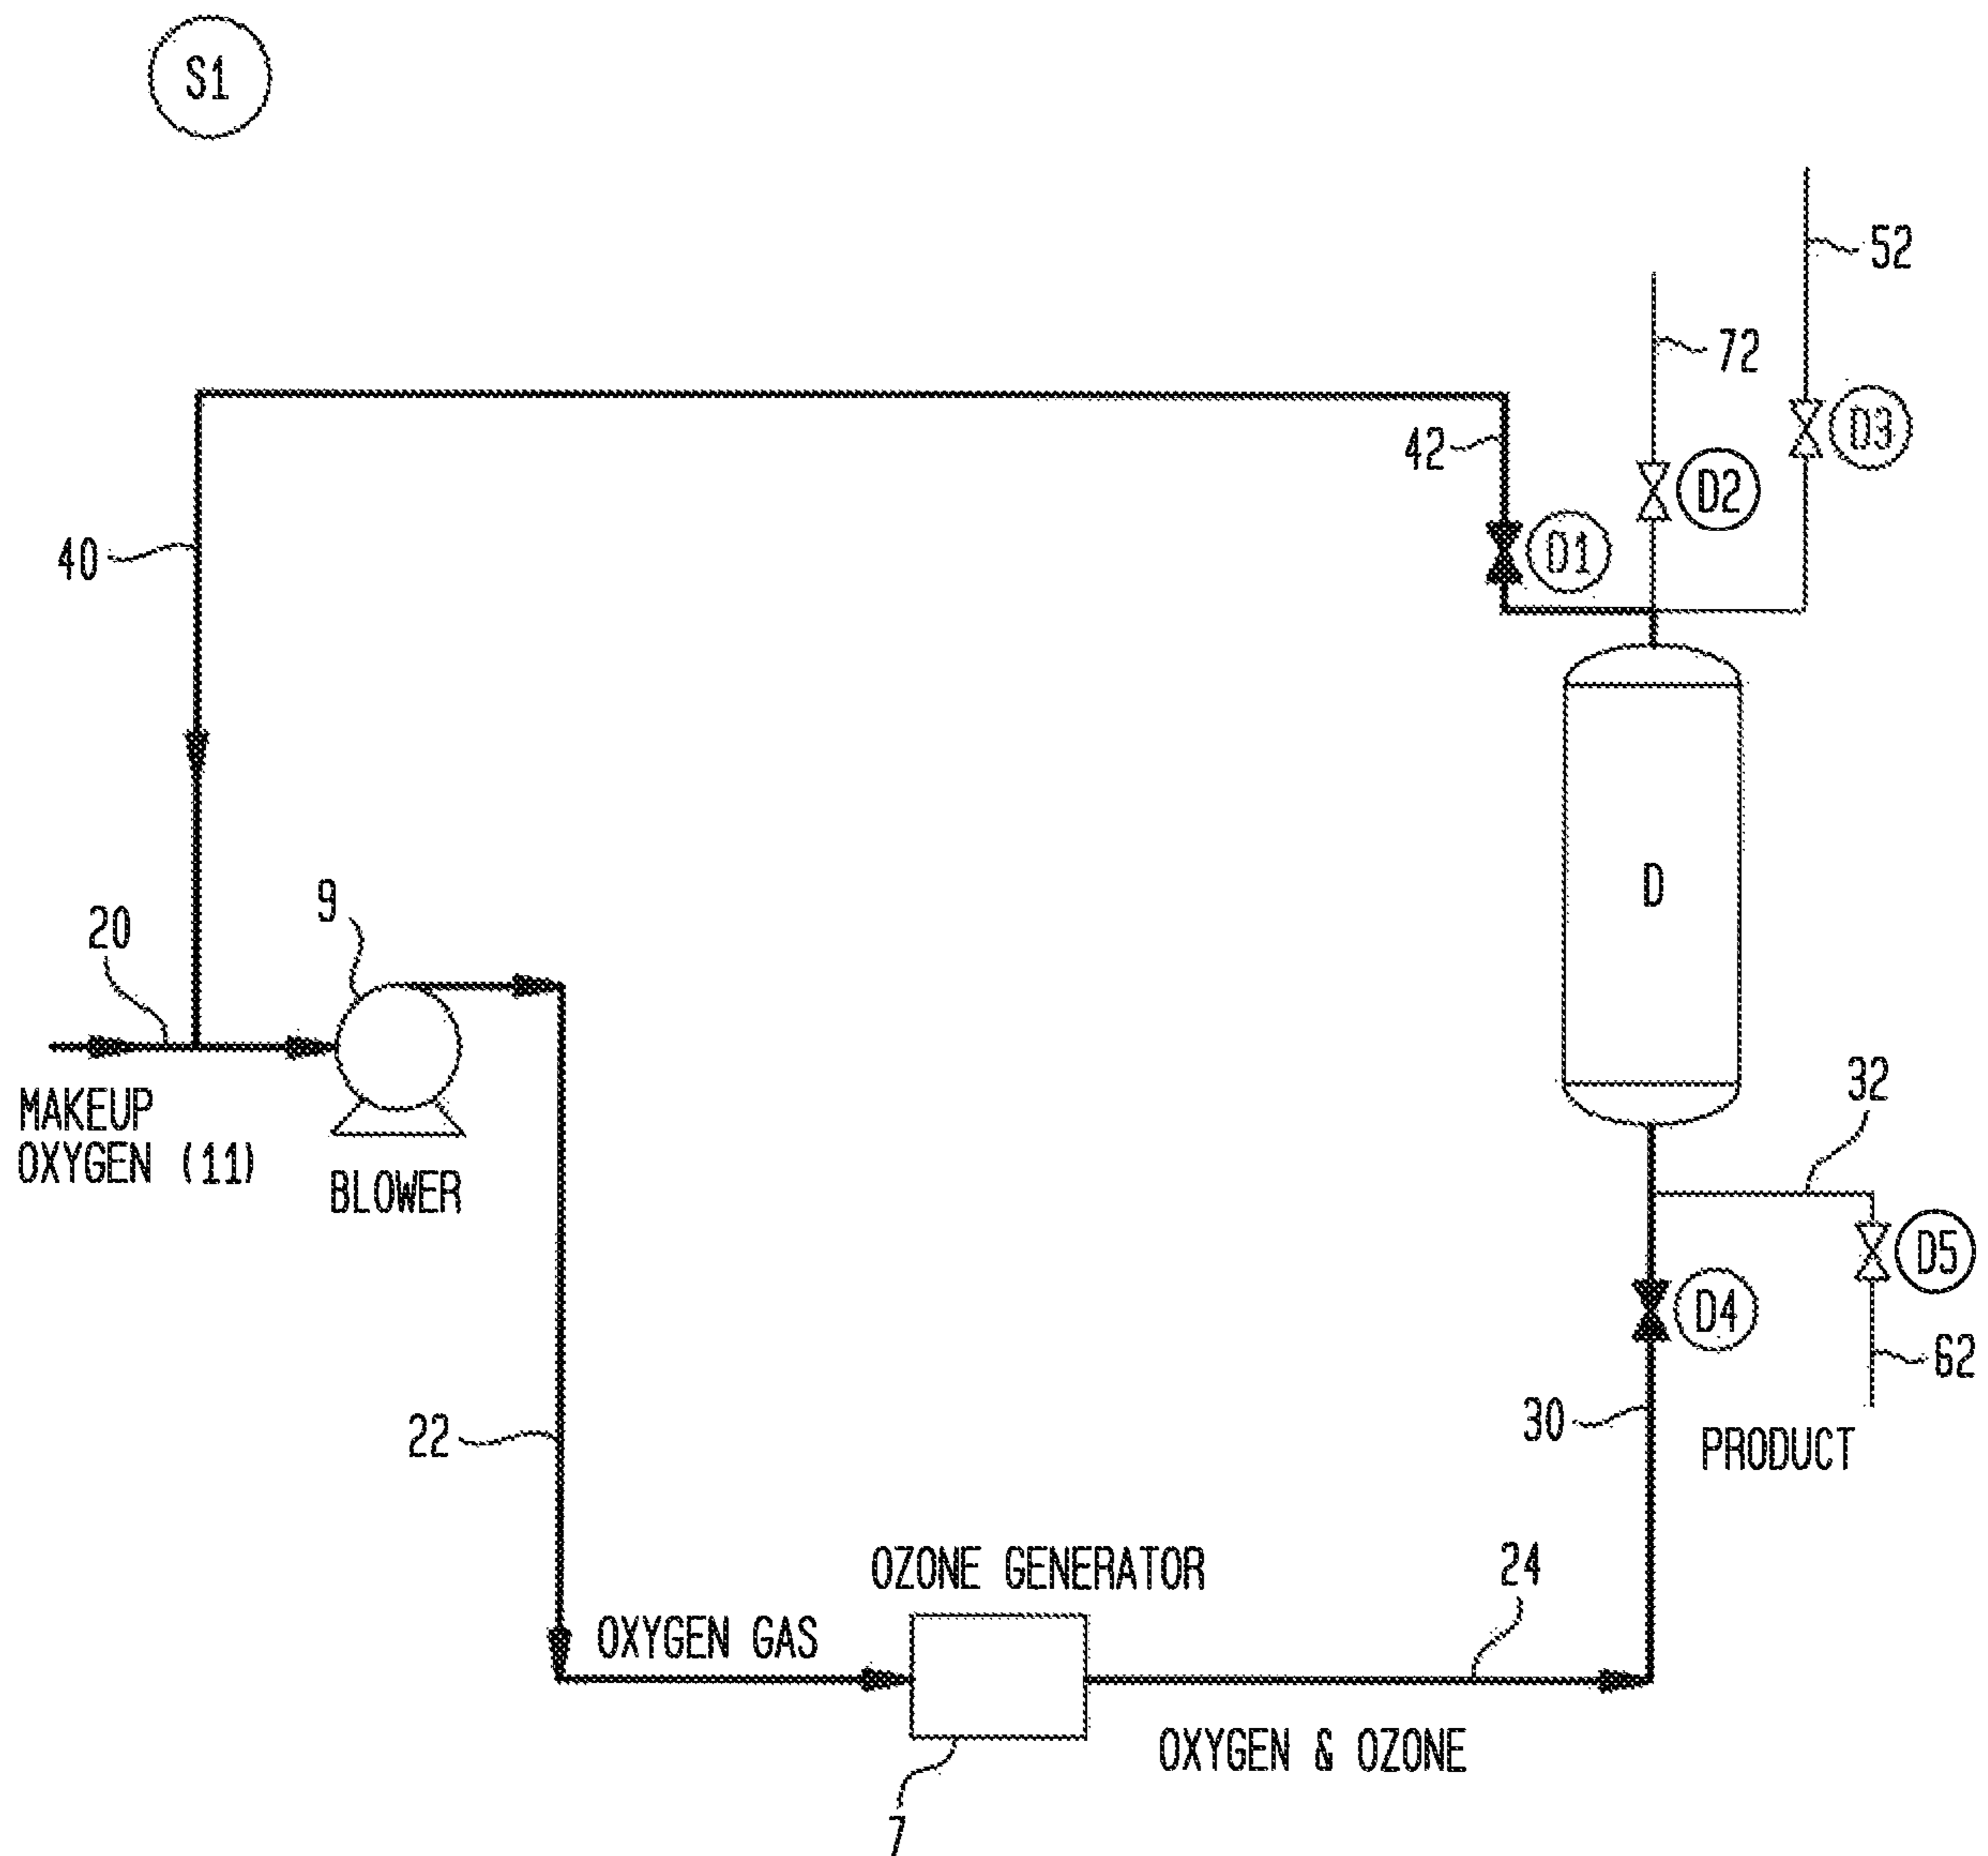 S1
52
72
D3
42
D2
40
D1
D
9
20
32
MAKEUP
OXYGEN (11)
BLOWER
D5
D4
62
30
22
PRODUCT
OZONE GENERATOR
24
OXYGEN GAS
OXYGEN & OZONE
7